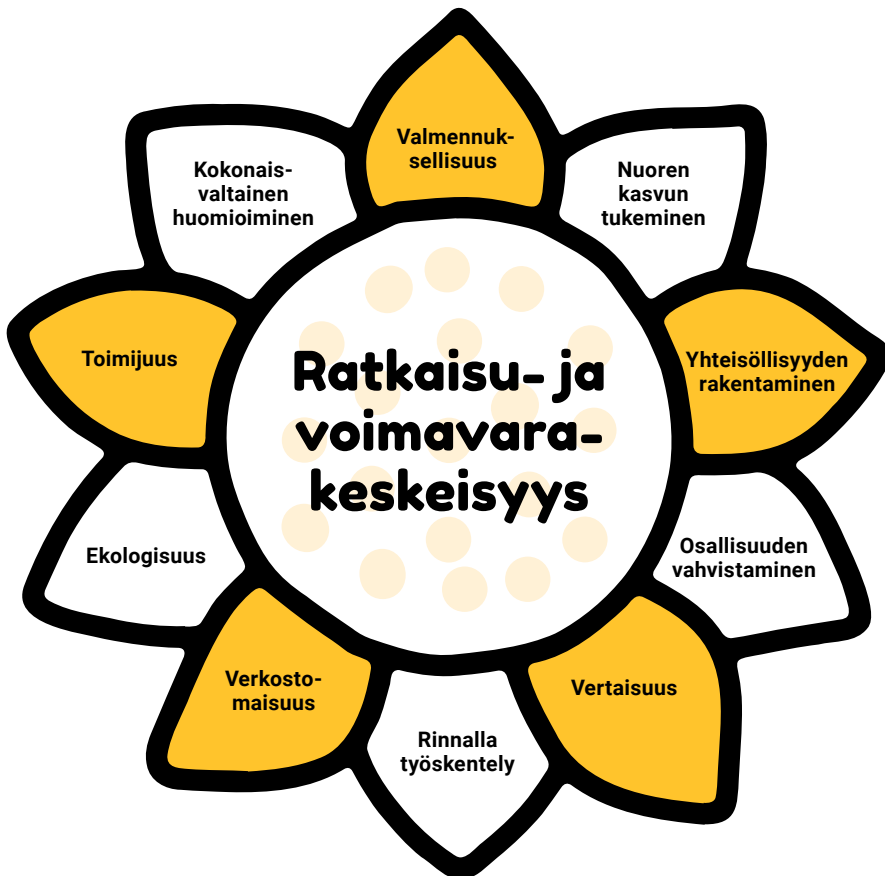 Valmennuk-
sellisuus
Kokonais-
valtainen
huomioiminen
Nuoren
kasvun
tukeminen
Toimijuus
Yhteisöllisyyden
rakentaminen
Ratkaisu- ja
voimavara-
keskeisyys
Ekologisuus
Osallisuuden
vahvistaminen
Verkosto-
maisuus
Vertaisuus
Rinnalla
työskentely